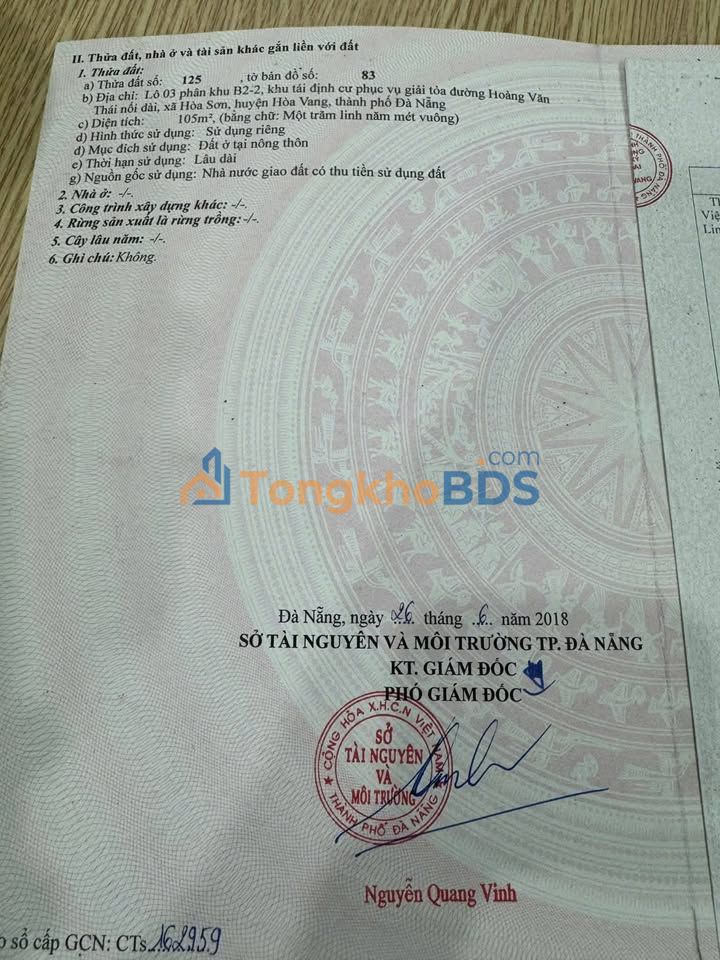 II. Thửa đất, nhà ở và tài sản khác gắn liền với đất
1. Thửa đất:
a) Thửa đất số: 125 , tờ bản đồ số: 83
b) Địa chỉ: Lô 03 phân khu B2-2, khu tái định cư phục vụ giải tỏa đường Hoàng Văn
Thái nối dài, xã Hòa Sơn, huyện Hòa Vang, thành phố Đà Nẵng
c) Diện tích: 105m², (bằng chữ: Một trăm linh năm mét vuông)
d) Hình thức sử dụng: Sử dụng riêng
đ) Mục đích sử dụng: Đất ở tại nông thôn
e) Thời hạn sử dụng: Lâu dài
g) Nguồn gốc sử dụng: Nhà nước giao đất có thu tiền sử dụng đất
2. Nhà ở: -/-.
3. Công trình xây dựng khác: -/-.
4. Rừng sản xuất là rừng trồng: -/-.
5. Cây lâu năm: -/-.
6. Ghi chú: Không.
Th
Việ
Lin
TongkhoBDS.com
Đà Nẵng, ngày 26 tháng 6 năm 2018
SỞ TÀI NGUYÊN VÀ MÔI TRƯỜNG TP. ĐÀ NẴNG
KT. GIÁM ĐỐC
PHÓ GIÁM ĐỐC
CỘNG HÒA X.H.C.N VIỆT NAM
SỞ
TÀI NGUYÊN
VÀ
MÔI TRƯỜNG
THÀNH PHỐ ĐÀ NẴNG
Nguyễn Quang Vinh
o sổ cấp GCN: CTs 162959